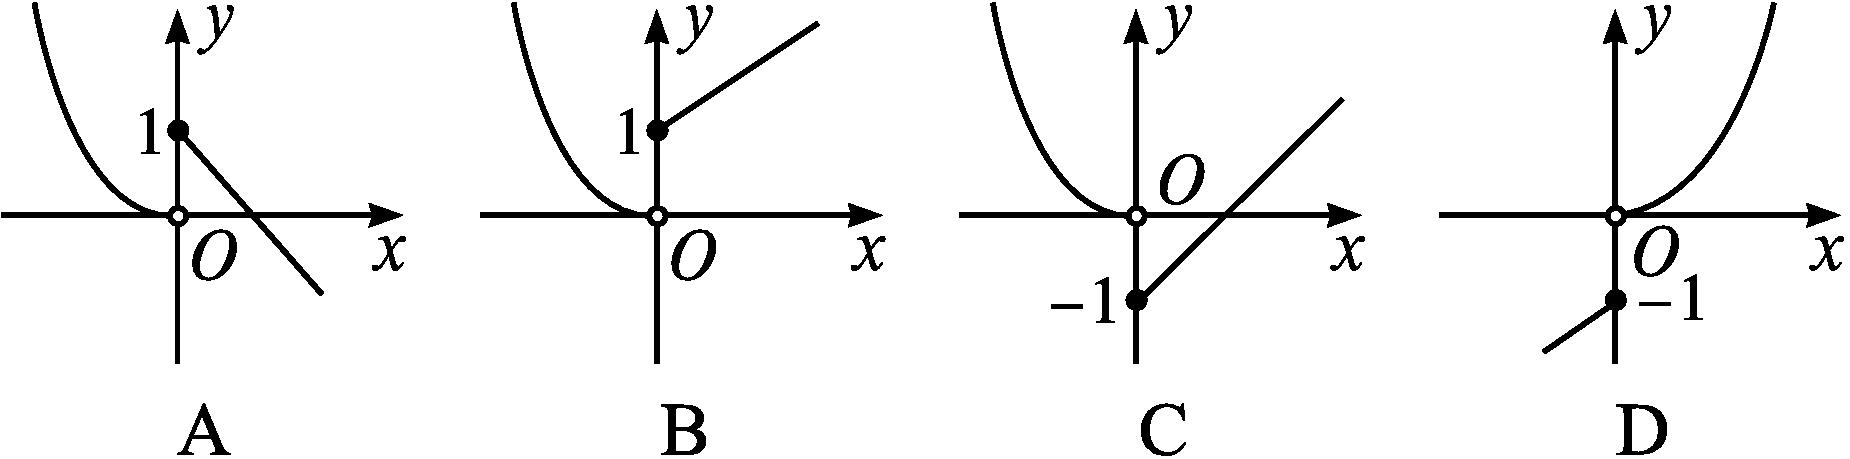 y y y y
1 1 O
O x O x x O x
−1 −1
A B C D